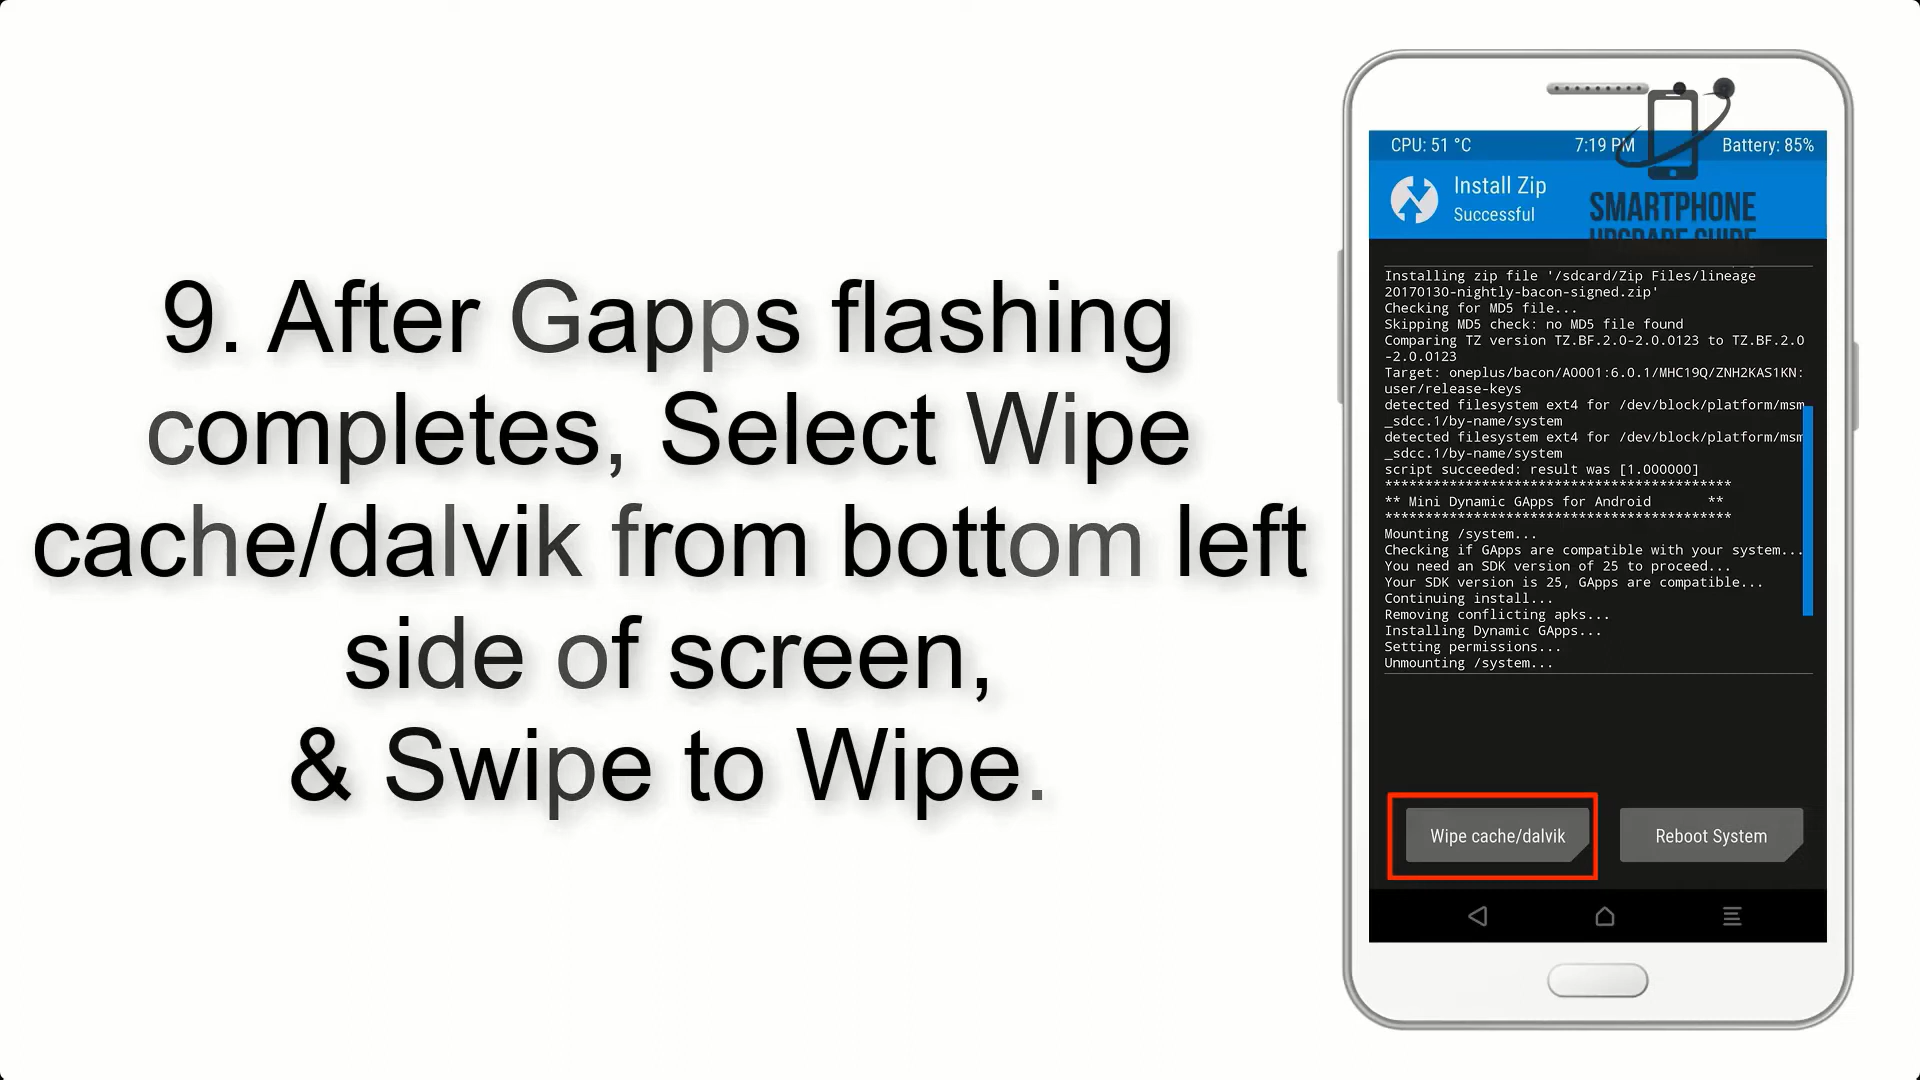 9. After Gapps flashing
completes, Select Wipe
cache/dalvik from bottom left
side of screen,
& Swipe to Wipe.
CPU: 51 °C 7:19 PM Battery: 85%
Install Zip
Successful
SMARTPHONE
UPGRADE GUIDE
Installing zip file '/sdcard/Zip Files/lineage
20170130-nightly-bacon-signed.zip'
Checking for MD5 file...
Skipping MD5 check: no MD5 file found
Comparing TZ version TZ.BF.2.0-2.0.0123 to TZ.BF.2.0
-2.0.0123
Target: oneplus/bacon/A0001:6.0.1/MHC19Q/ZNH2KAS1KN:
user/release-keys
detected filesystem ext4 for /dev/block/platform/msm
_sdcc.1/by-name/system
detected filesystem ext4 for /dev/block/platform/msm
_sdcc.1/by-name/system
script succeeded: result was [1.000000]
*******************************************
** Mini Dynamic GApps for Android **
*******************************************
Mounting /system...
Checking if GApps are compatible with your system...
You need an SDK version of 25 to proceed...
Your SDK version is 25, GApps are compatible...
Continuing install...
Removing conflicting apks...
Installing Dynamic GApps...
Setting permissions...
Unmounting /system...
Wipe cache/dalvik Reboot System